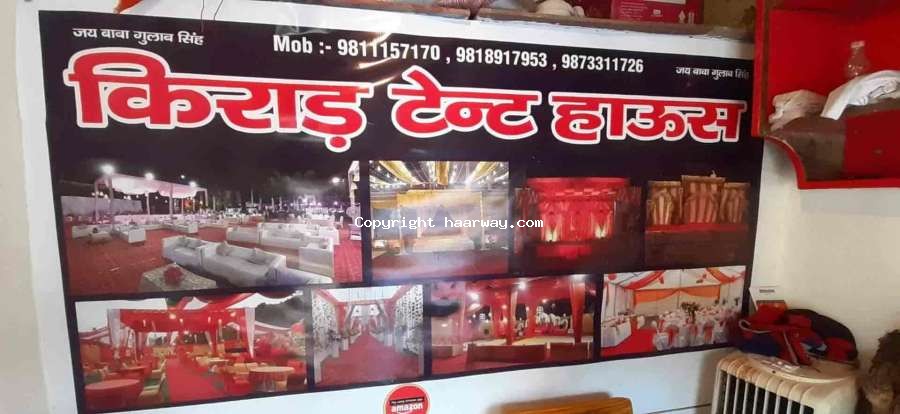 जय बाबा गुलाब सिंह
Mob :- 9811157170 , 9818917953 , 9873311726
जय बाबा गुलाब सिंह
किराड़ टेन्ट हाऊस
Copyright haarway.com
amazon